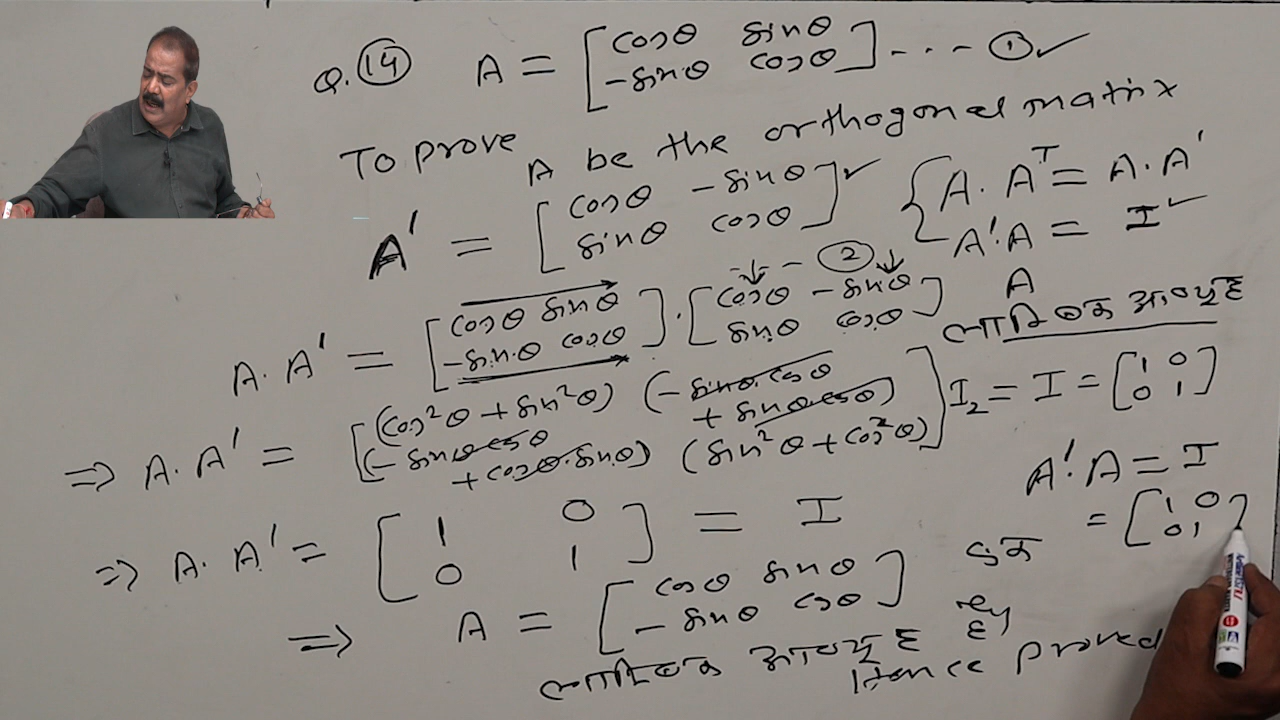 Q. 14 A = [cosθ sinθ
-sinθ cosθ] --- ① ✓
To prove A be the orthogonal matrix
A' = [cosθ -sinθ
sinθ cosθ] ✓ --- ②
{A. Aᵀ = A. A'
A'.A = I ✓
A
लाम्बिक आव्यूह
A. A' = [cosθ sinθ
-sinθ cosθ] . [cosθ -sinθ
sinθ cosθ]
I₂ = I = [1 0
0 1]
⇒ A. A' = [(cos²θ + sin²θ) (-sinθ.cosθ
+ sinθ cosθ)
(-sinθ cosθ
+ cosθ.sinθ) (sin²θ + cos²θ)]
A'.A = I
= [1 0
0 1]
⇒ A. A' = [1 0
0 1] = I
⇒ A = [cosθ sinθ
-sinθ cosθ] एक
लाम्बिक आव्यूह है
Hence proved